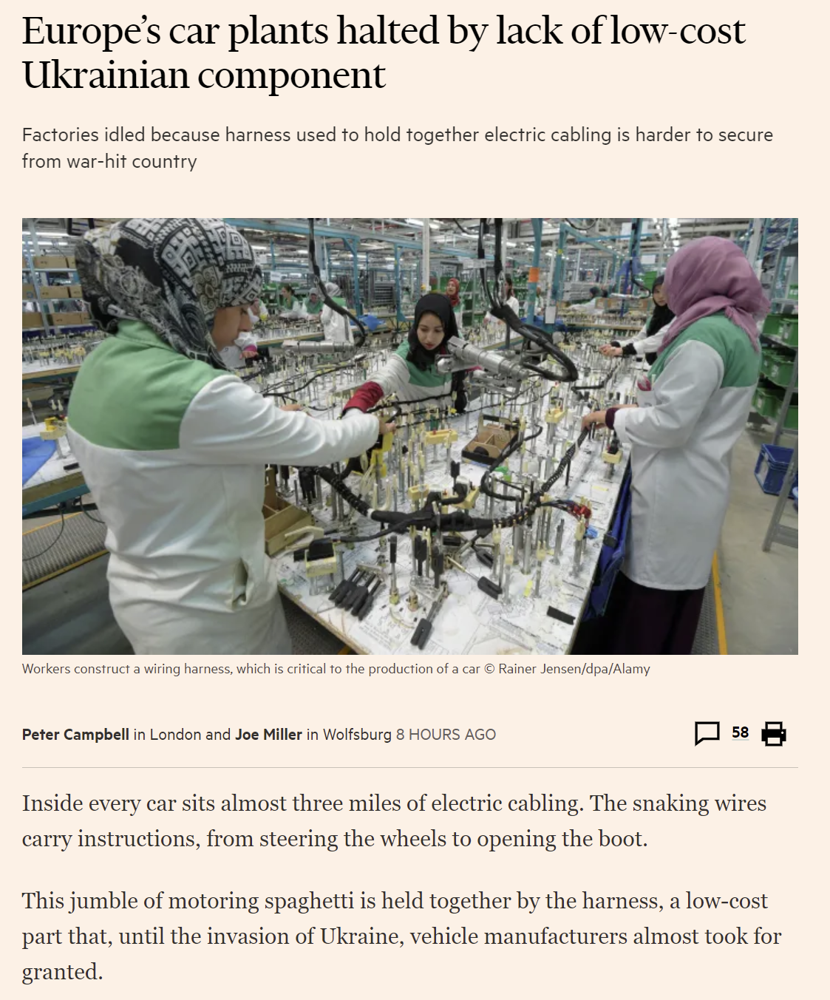 Europe’s car plants halted by lack of low-cost
Ukrainian component
Factories idled because harness used to hold together electric cabling is harder to secure
from war-hit country
Workers construct a wiring harness, which is critical to the production of a car © Rainer Jensen/dpa/Alamy
Peter Campbell in London and Joe Miller in Wolfsburg 8 HOURS AGO
58
Inside every car sits almost three miles of electric cabling. The snaking wires
carry instructions, from steering the wheels to opening the boot.
This jumble of motoring spaghetti is held together by the harness, a low-cost
part that, until the invasion of Ukraine, vehicle manufacturers almost took for
granted.